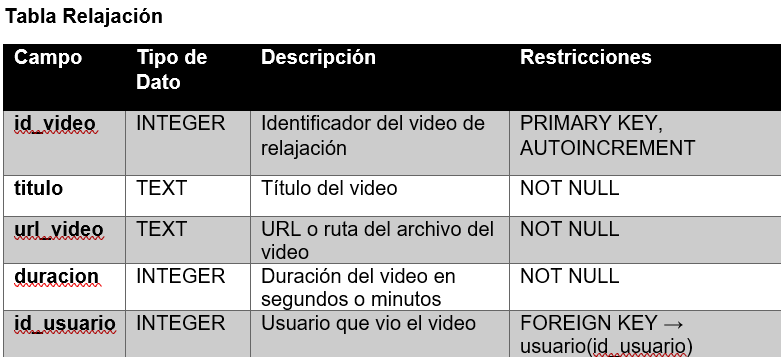 Tabla Relajación
Campo Tipo de Dato Descripción Restricciones
id_video INTEGER Identificador del video de relajación PRIMARY KEY, AUTOINCREMENT
titulo TEXT Título del video NOT NULL
url_video TEXT URL o ruta del archivo del video NOT NULL
duracion INTEGER Duración del video en segundos o minutos NOT NULL
id_usuario INTEGER Usuario que vio el video FOREIGN KEY → usuario(id_usuario)